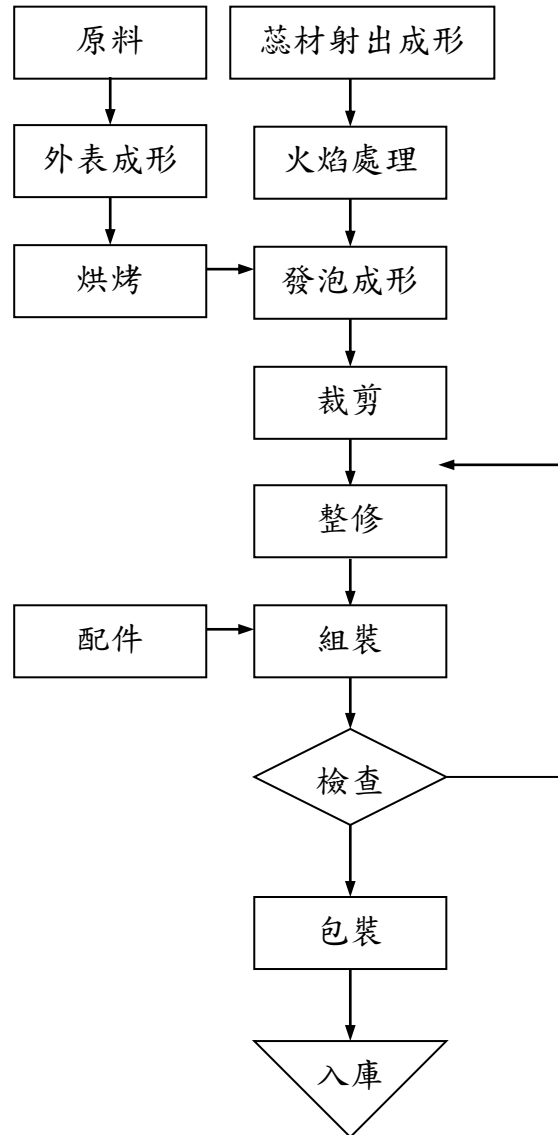 原料
蕊材射出成形
外表成形
火焰處理
烘烤
發泡成形
裁剪
整修
配件
組裝
檢查
包裝
入庫